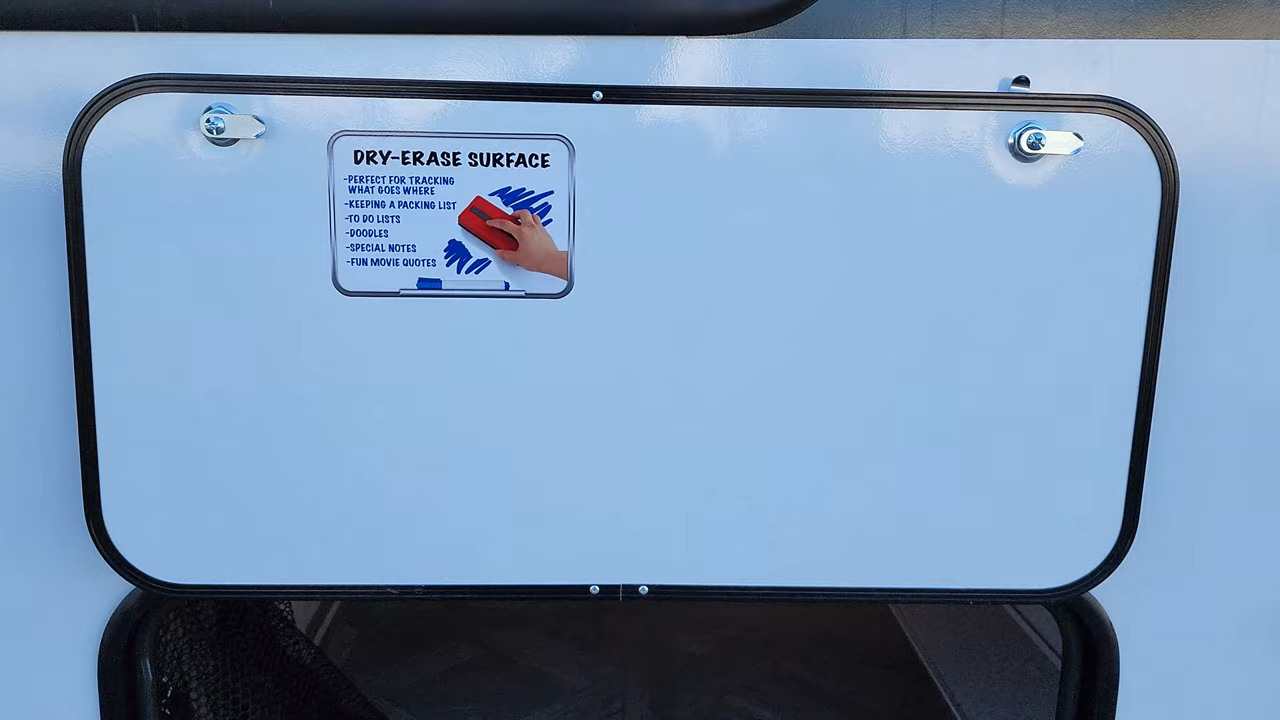 DRY-ERASE SURFACE
-PERFECT FOR TRACKING
WHAT GOES WHERE
-KEEPING A PACKING LIST
-TO DO LISTS
-DOODLES
-SPECIAL NOTES
-FUN MOVIE QUOTES